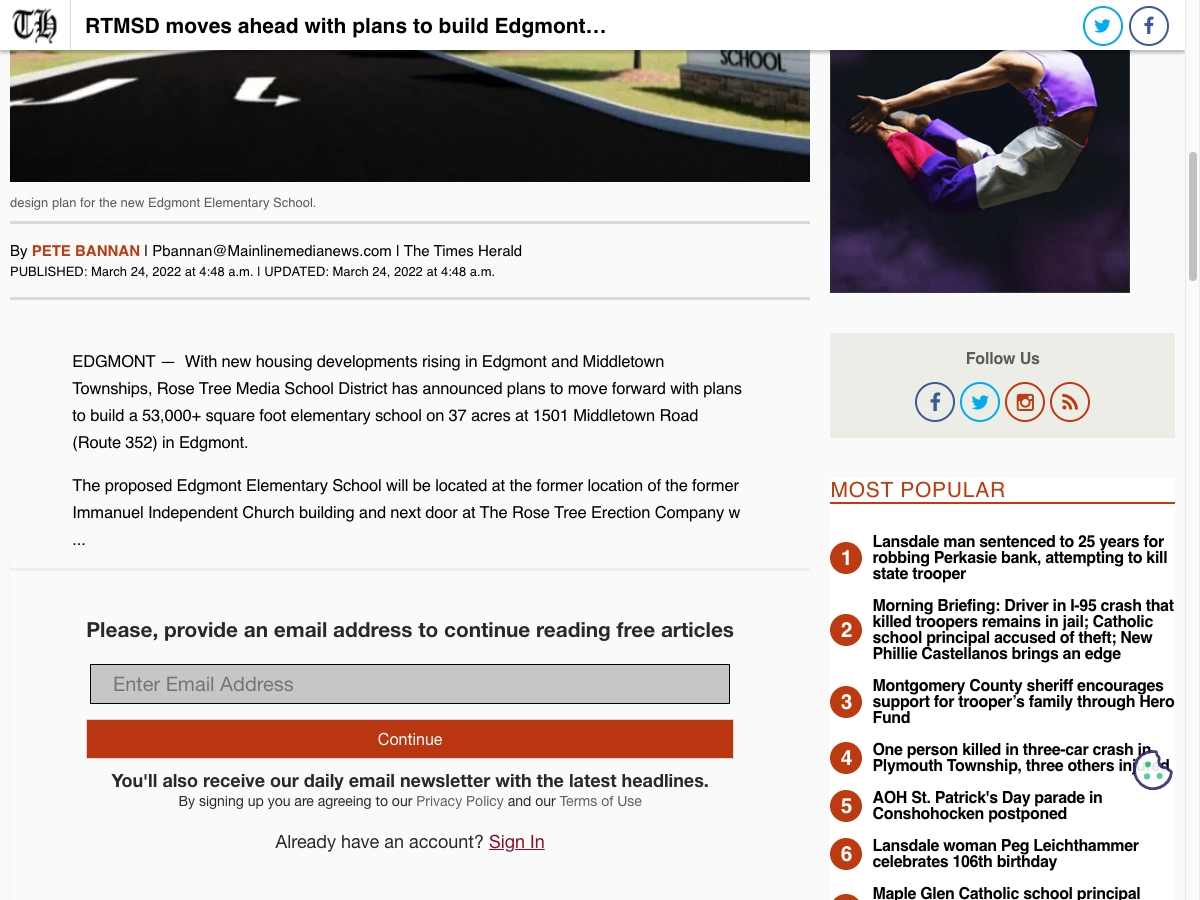 TH
RTMSD moves ahead with plans to build Edgmont...
SCHOOL
design plan for the new Edgmont Elementary School.
By PETE BANNAN | Pbannan@Mainlinemedianews.com | The Times Herald
PUBLISHED: March 24, 2022 at 4:48 a.m. | UPDATED: March 24, 2022 at 4:48 a.m.
EDGMONT — With new housing developments rising in Edgmont and Middletown
Townships, Rose Tree Media School District has announced plans to move forward with plans
to build a 53,000+ square foot elementary school on 37 acres at 1501 Middletown Road
(Route 352) in Edgmont.
The proposed Edgmont Elementary School will be located at the former location of the former
Immanuel Independent Church building and next door at The Rose Tree Erection Company w
...
Please, provide an email address to continue reading free articles
Enter Email Address
Continue
You'll also receive our daily email newsletter with the latest headlines.
By signing up you are agreeing to our Privacy Policy and our Terms of Use
Already have an account? Sign In
Follow Us
MOST POPULAR
1
Lansdale man sentenced to 25 years for
robbing Perkasie bank, attempting to kill
state trooper
2
Morning Briefing: Driver in I-95 crash that
killed troopers remains in jail; Catholic
school principal accused of theft; New
Phillie Castellanos brings an edge
3
Montgomery County sheriff encourages
support for trooper's family through Hero
Fund
4
One person killed in three-car crash in
Plymouth Township, three others
5
AOH St. Patrick's Day parade in
Conshohocken postponed
6
Lansdale woman Peg Leichthammer
celebrates 106th birthday
Maple Glen Catholic school principal